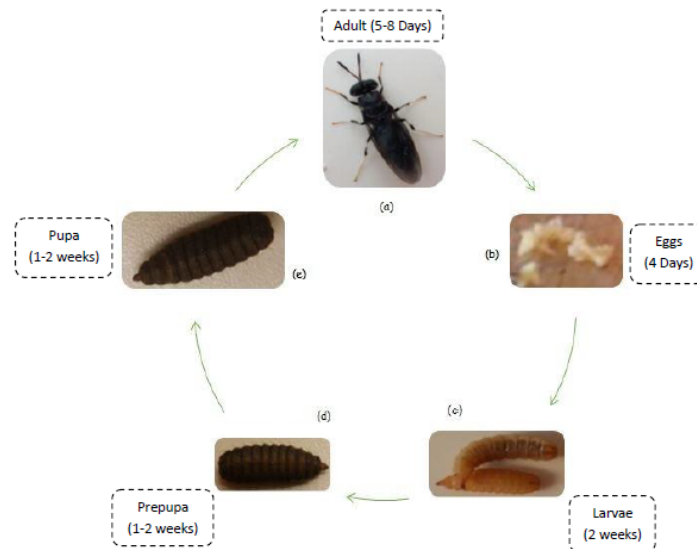 Adult (5-8 Days)
(a)
Pupa
(1-2 weeks)
(e)
(b)
Eggs
(4 Days)
(d)
(c)
Prepupa
(1-2 weeks)
Larvae
(2 weeks)